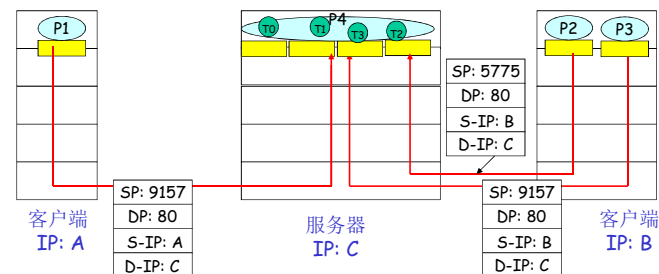 P1
P4
T0
T1
T3
T2
P2
P3
SP: 5775
DP: 80
S-IP: B
D-IP: C
SP: 9157
DP: 80
S-IP: A
D-IP: C
SP: 9157
DP: 80
S-IP: B
D-IP: C
客户端
IP: A
服务器
IP: C
客户端
IP: B